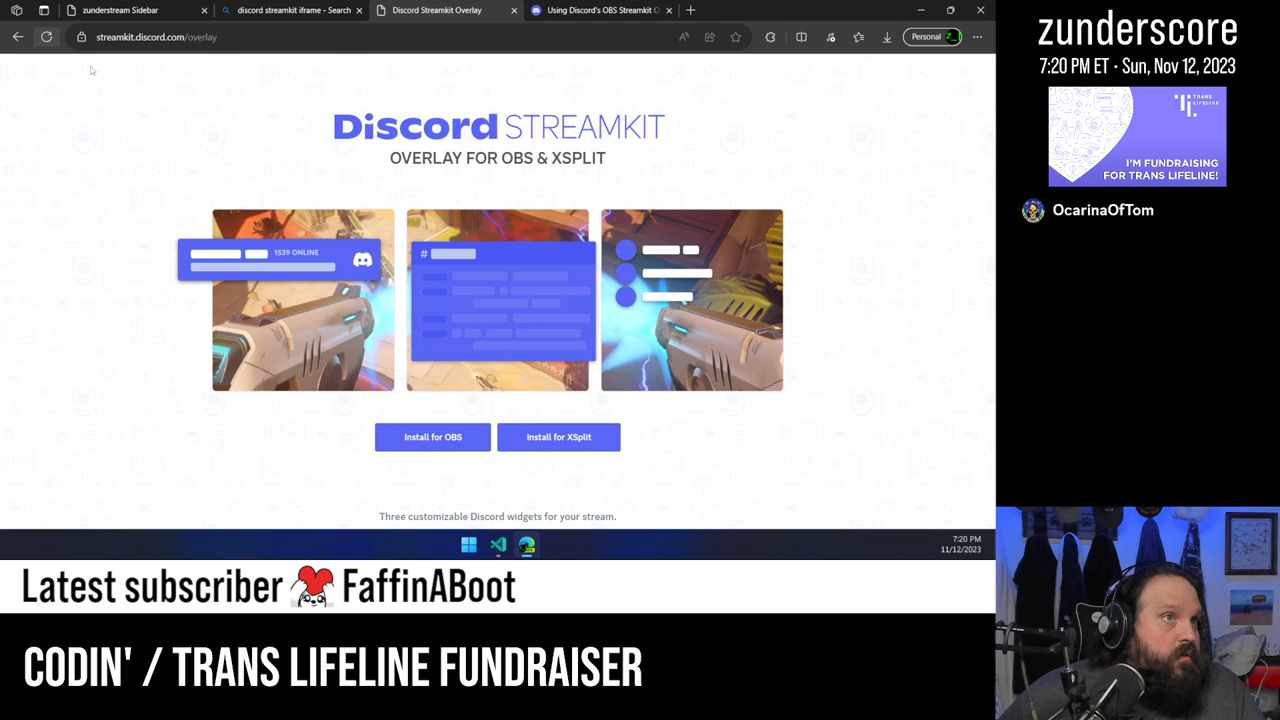 zunderstream Sidebar
discord streamkit iframe - Search
Discord Streamkit Overlay
Using Discord's OBS Streamkit O
streamkit.discord.com/overlay
Personal
Discord STREAMKIT
OVERLAY FOR OBS & XSPLIT
1539 ONLINE
#
Install for OBS
Install for XSplit
Three customizable Discord widgets for your stream.
7:20 PM
11/12/2023
zunderscore
7:20 PM ET · Sun, Nov 12, 2023
TRANS
LIFELINE
I'M FUNDRAISING
FOR TRANS LIFELINE!
OcarinaOfTom
Latest subscriber FaffinABoot
CODIN' / TRANS LIFELINE FUNDRAISER